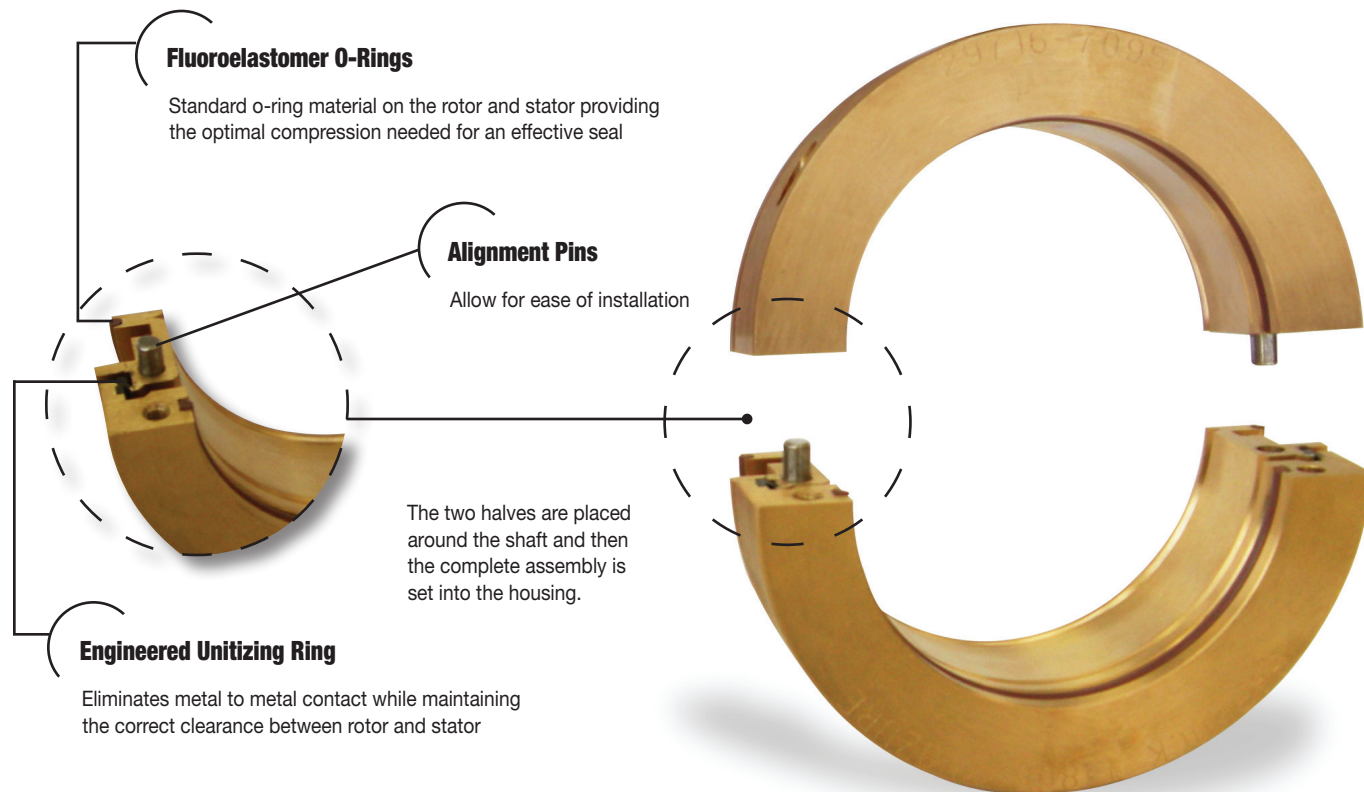 Fluoroelastomer O-Rings
Standard o-ring material on the rotor and stator providing
the optimal compression needed for an effective seal
Alignment Pins
Allow for ease of installation
The two halves are placed
around the shaft and then
the complete assembly is
set into the housing.
Engineered Unitizing Ring
Eliminates metal to metal contact while maintaining
the correct clearance between rotor and stator
29716-7095